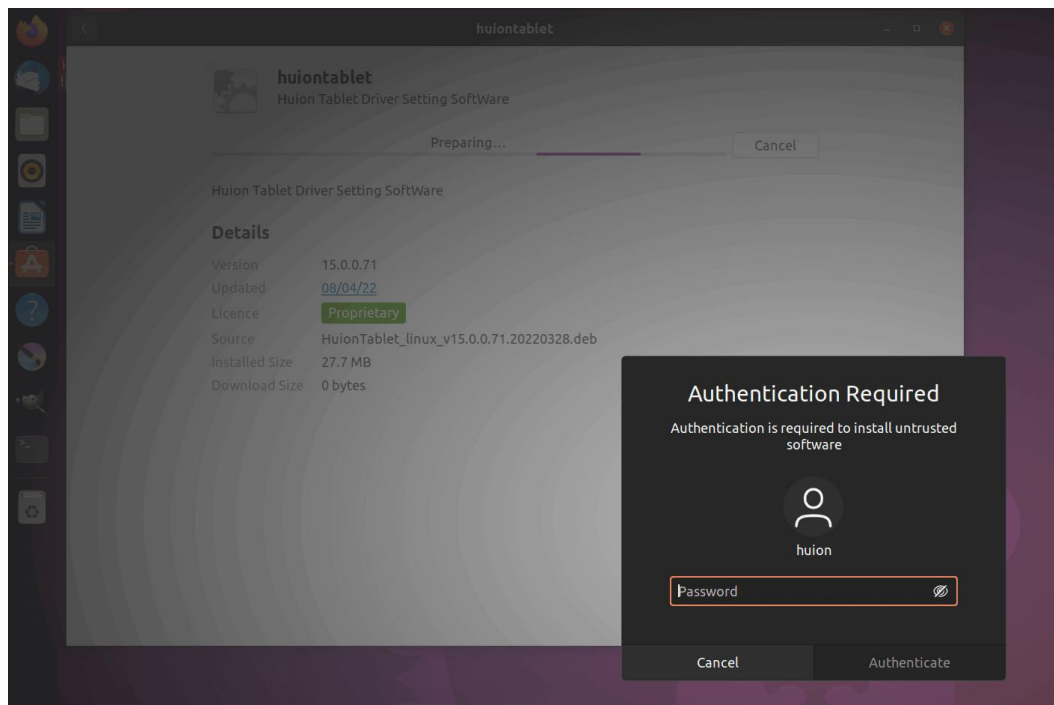 huiontablet
huiontablet
Huion Tablet Driver Setting SoftWare
Preparing...
Cancel
Huion Tablet Driver Setting SoftWare
Details
Version 15.0.0.71
Updated 08/04/22
Licence Proprietary
Source HuionTablet_linux_v15.0.0.71.20220328.deb
Installed Size 27.7 MB
Download Size 0 bytes
Authentication Required
Authentication is required to install untrusted
software
huion
Password
Cancel Authenticate